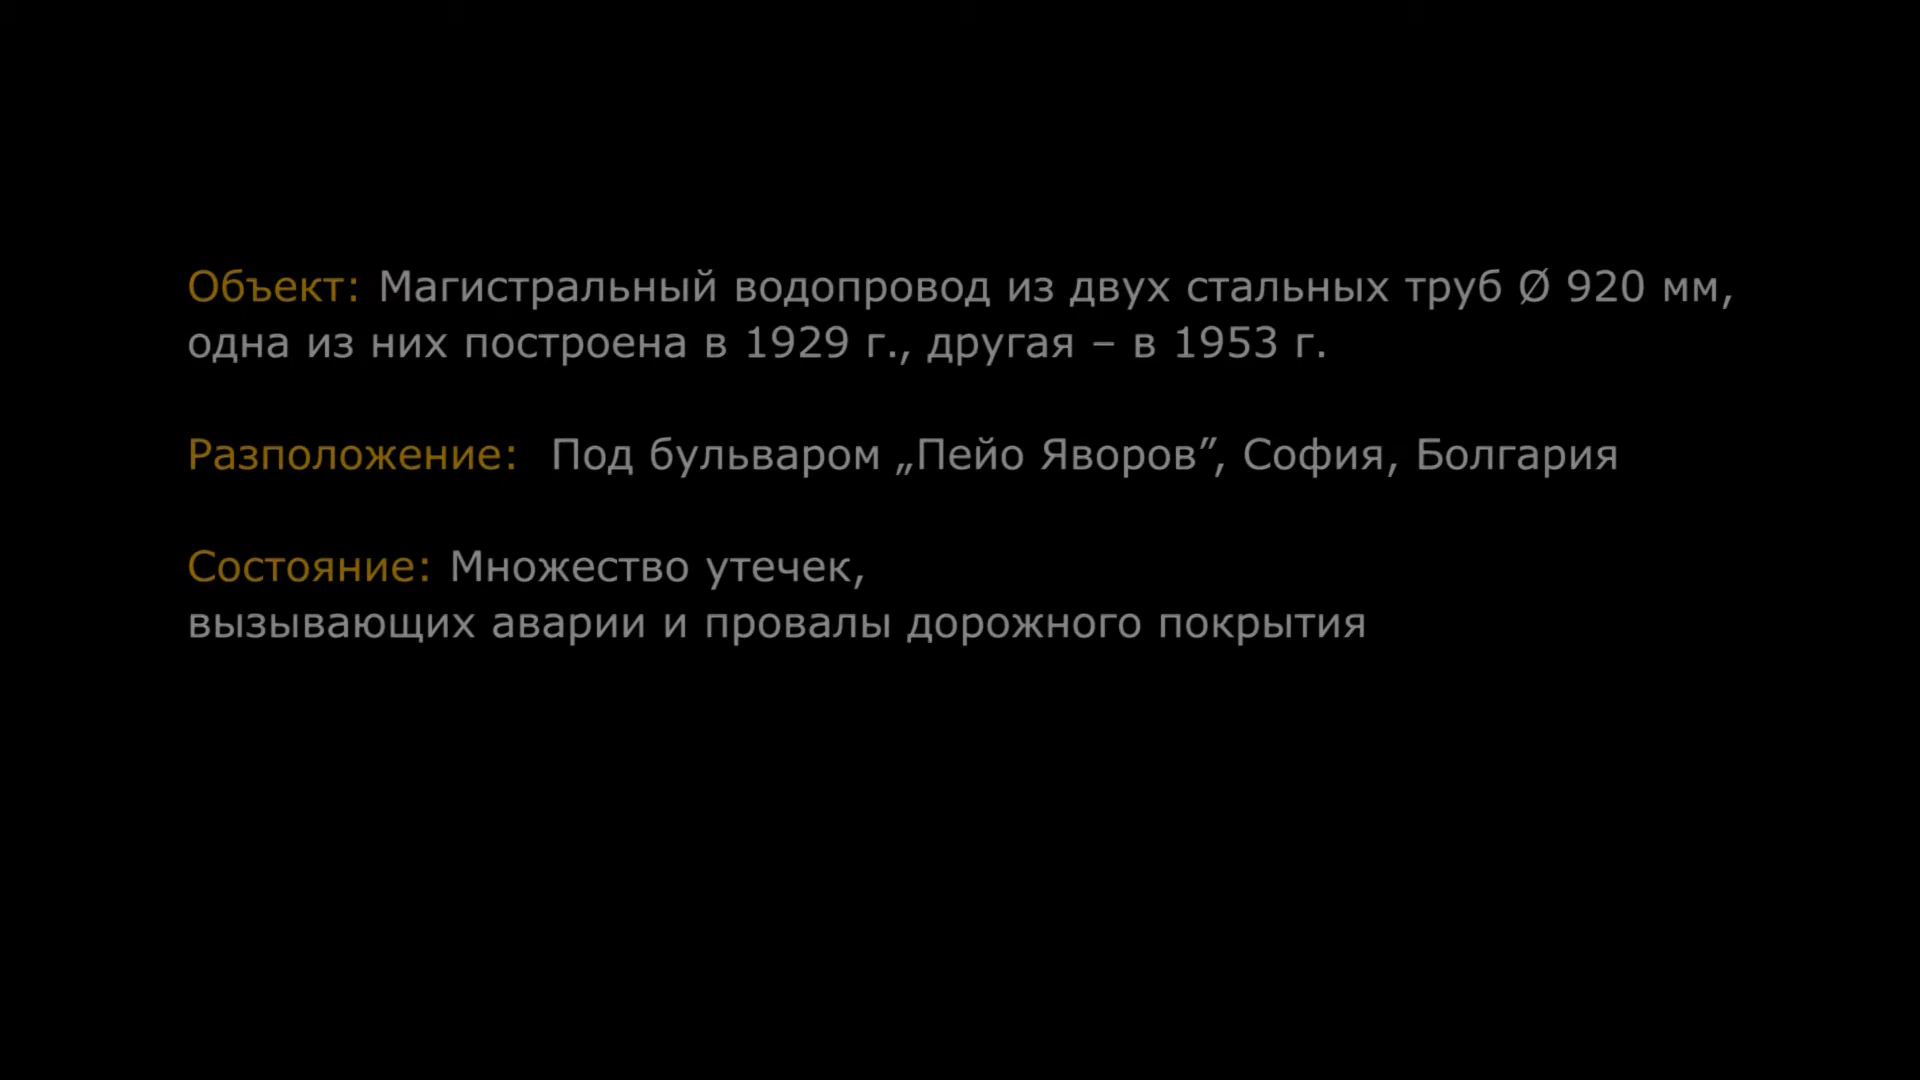 Объект: Магистральный водопровод из двух стальных труб Ø 920 мм,
одна из них построена в 1929 г., другая – в 1953 г.
Разположение: Под бульваром „Пейо Яворов”, София, Болгария
Состояние: Множество утечек,
вызывающих аварии и провалы дорожного покрытия